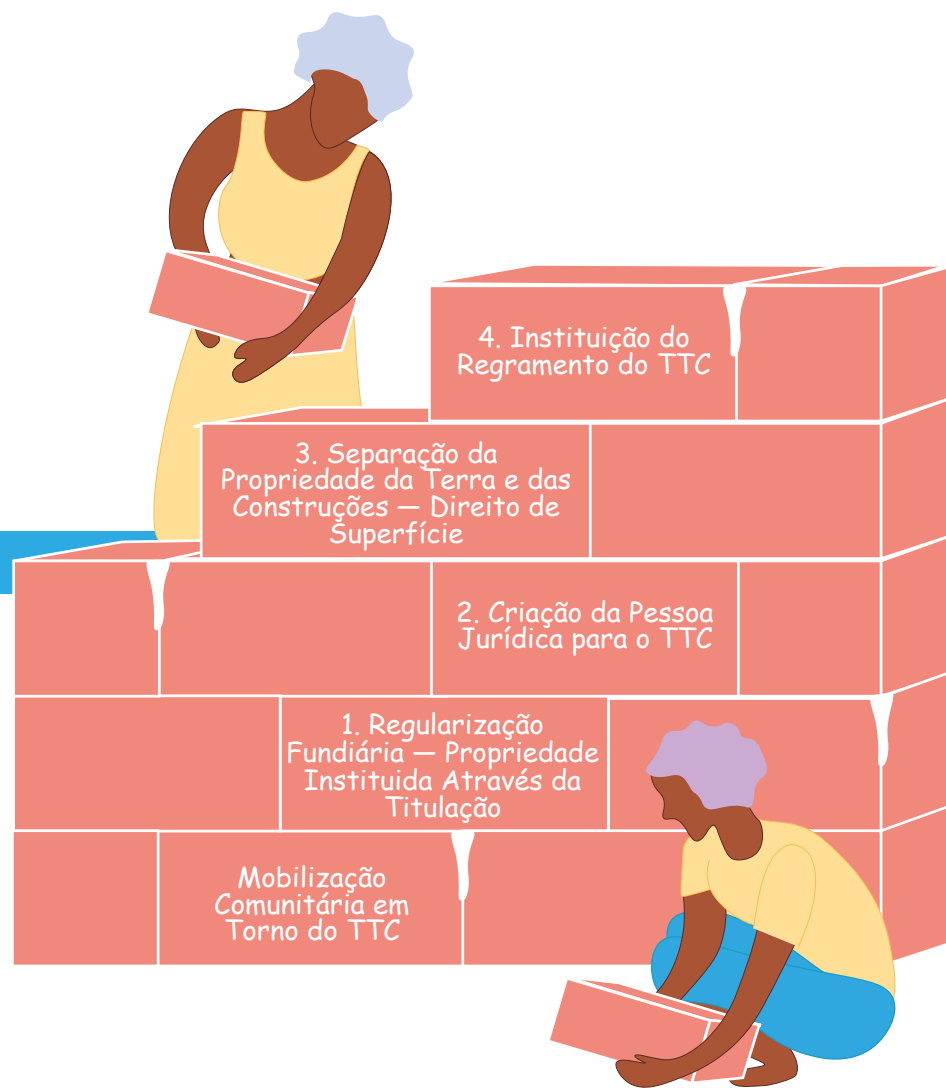 4. Instituição do
Regramento do TTC
3. Separação da
Propriedade da Terra e das
Construções — Direito de
Superfície
2. Criação da Pessoa
Jurídica para o TTC
1. Regularização
Fundiária — Propriedade
Instituida Através da
Titulação
Mobilização
Comunitária em
Torno do TTC